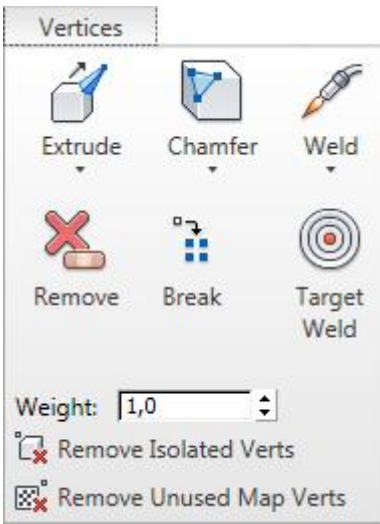 Vertices
Extrude Chamfer Weld
Remove Break Target
Weld
Weight: 1,0
Remove Isolated Verts
Remove Unused Map Verts